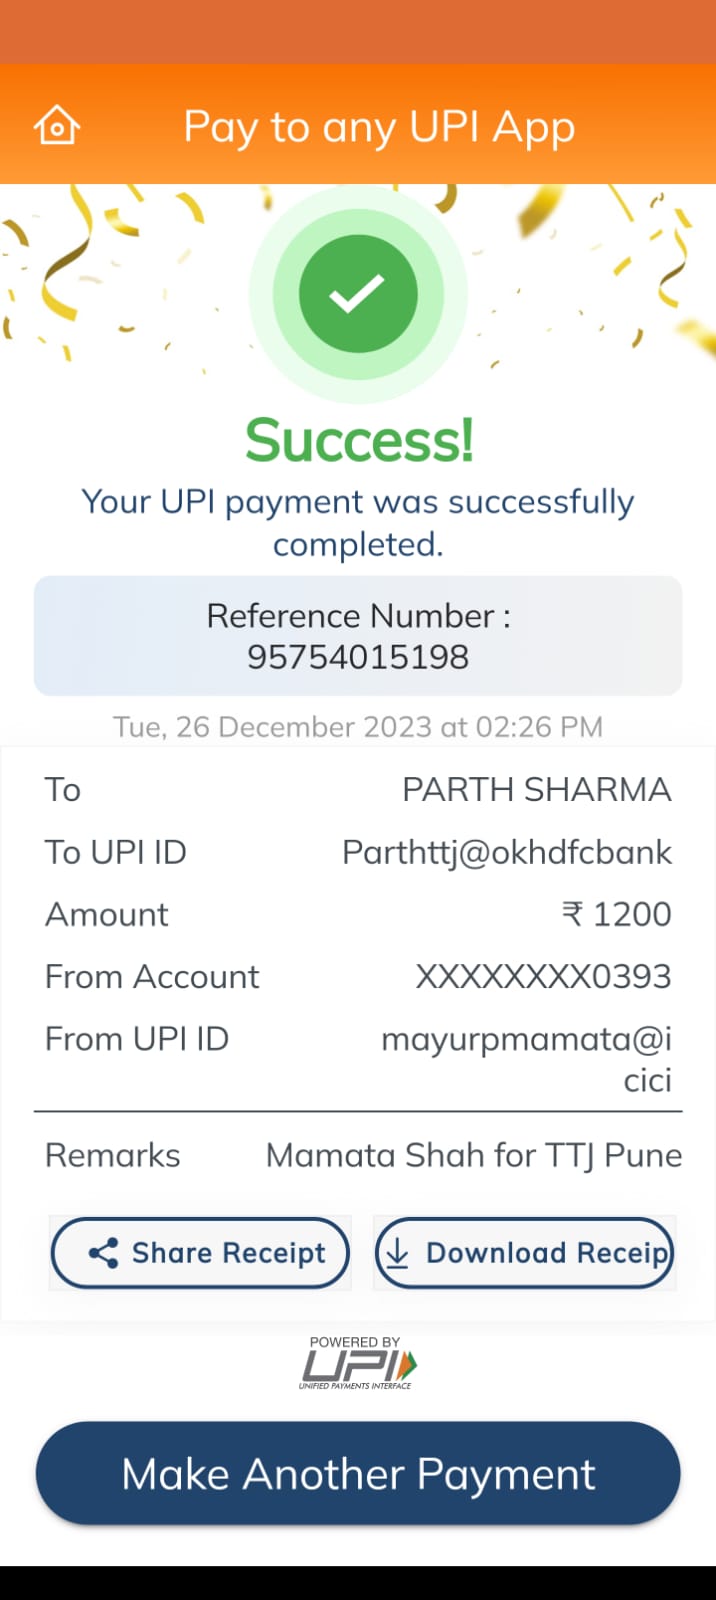 Pay to any UPI App
Success!
Your UPI payment was successfully
completed.
Reference Number :
95754015198
Tue, 26 December 2023 at 02:26 PM
To PARTH SHARMA
To UPI ID Parthttj@okhdfcbank
Amount ₹ 1200
From Account XXXXXXXX0393
From UPI ID mayurpmamata@i
cici
Remarks Mamata Shah for TTJ Pune
Share Receipt Download Receip
POWERED BY
UPI
UNIFIED PAYMENTS INTERFACE
Make Another Payment